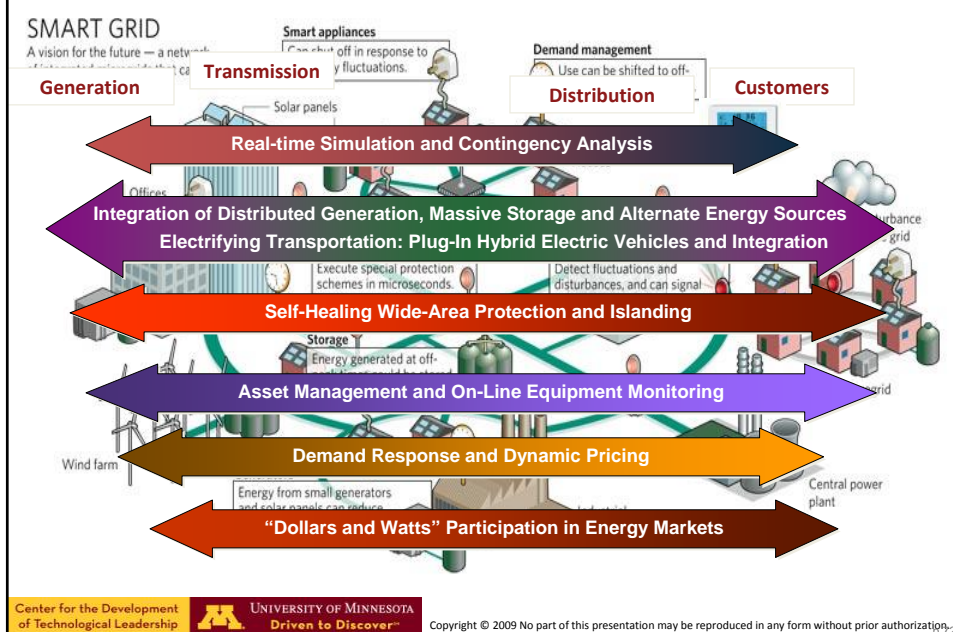 SMART GRID
A vision for the future — a network
Smart appliances
Can shut off in response to
fluctuations.
Demand management
Use can be shifted to off-
Generation
Transmission
Distribution
Customers
Solar panels
Real-time Simulation and Contingency Analysis
Offices
Integration of Distributed Generation, Massive Storage and Alternate Energy Sources
Electrifying Transportation: Plug-In Hybrid Electric Vehicles and Integration
grid
Execute special protection
schemes in microseconds.
Detect fluctuations and
disturbances, and can signal
Self-Healing Wide-Area Protection and Islanding
Storage
Energy generated at off-
Asset Management and On-Line Equipment Monitoring
Wind farm
Demand Response and Dynamic Pricing
Central power
plant
Energy from small generators
and solar panels can reduce
“Dollars and Watts” Participation in Energy Markets
Center for the Development
of Technological Leadership
UNIVERSITY OF MINNESOTA
Driven to Discover℠
Copyright © 2009 No part of this presentation may be reproduced in any form without prior authorization.